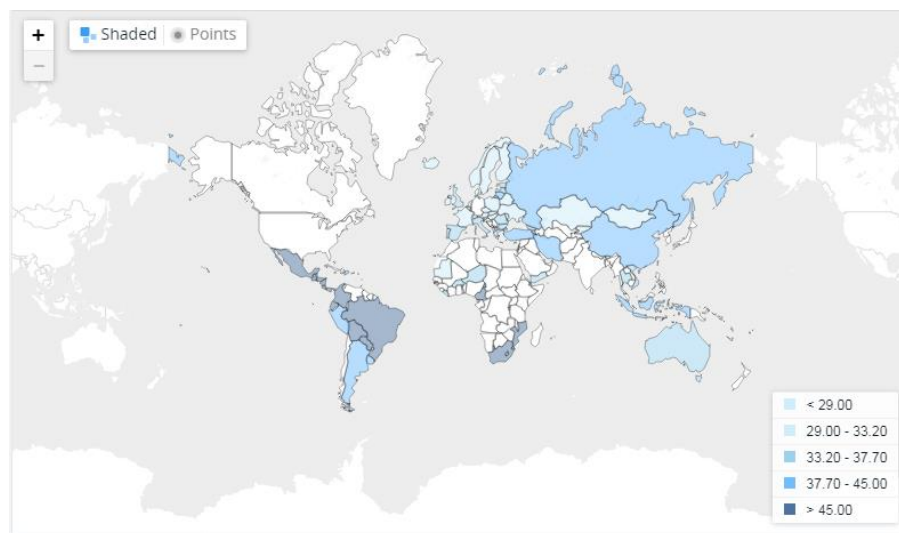 +
Shaded Points
−
< 29.00
29.00 - 33.20
33.20 - 37.70
37.70 - 45.00
> 45.00